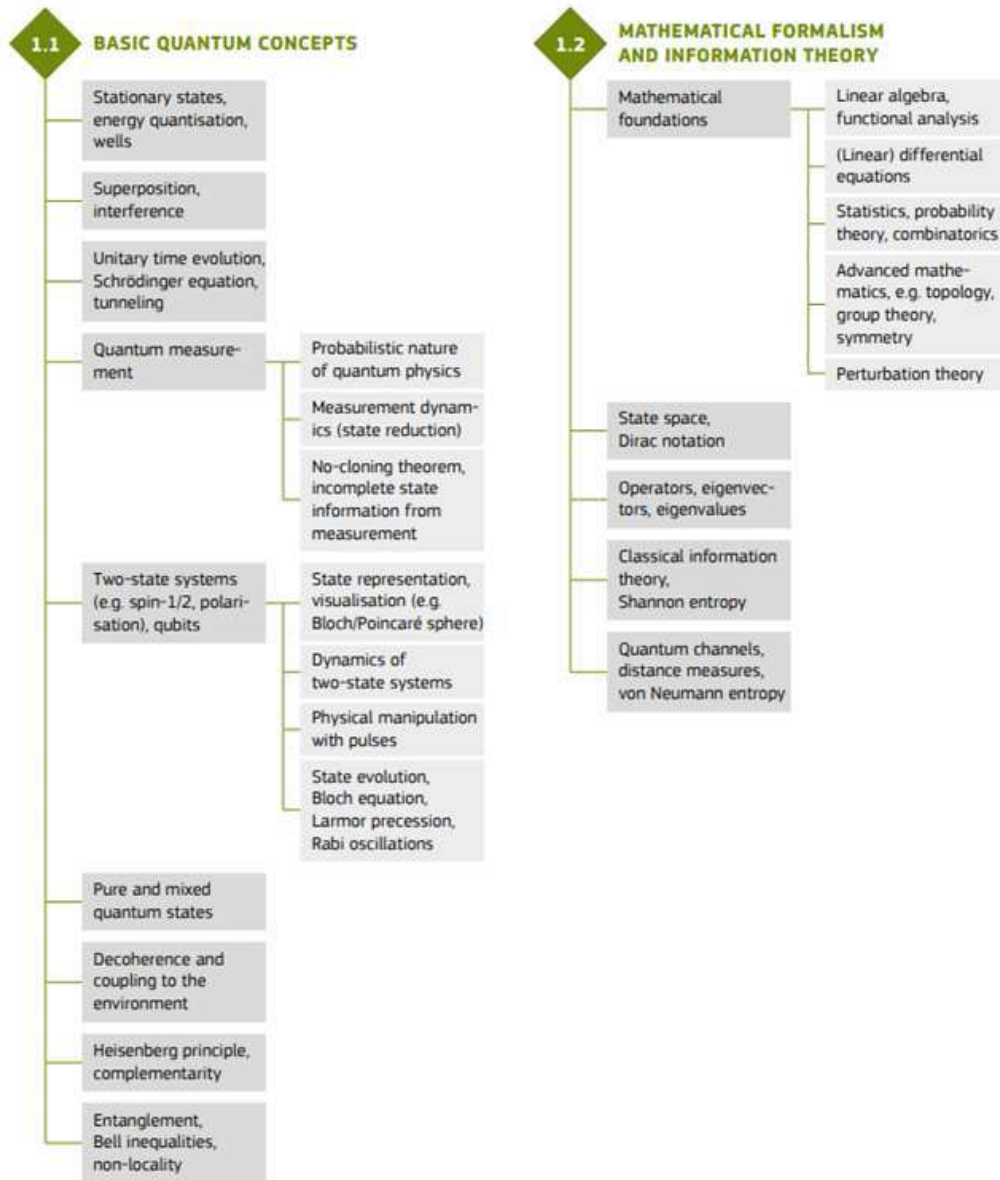 1.1
BASIC QUANTUM CONCEPTS
Stationary states,
energy quantisation,
wells
Superposition,
interference
Unitary time evolution,
Schrödinger equation,
tunneling
Quantum measure-
ment
Probabilistic nature
of quantum physics
Measurement dynam-
ics (state reduction)
No-cloning theorem,
incomplete state
information from
measurement
Two-state systems
(e.g. spin-1/2, polari-
sation), qubits
State representation,
visualisation (e.g.
Bloch/Poincaré sphere)
Dynamics of
two-state systems
Physical manipulation
with pulses
State evolution,
Bloch equation,
Larmor precession,
Rabi oscillations
Pure and mixed
quantum states
Decoherence and
coupling to the
environment
Heisenberg principle,
complementarity
Entanglement,
Bell inequalities,
non-locality
1.2
MATHEMATICAL FORMALISM
AND INFORMATION THEORY
Mathematical
foundations
Linear algebra,
functional analysis
(Linear) differential
equations
Statistics, probability
theory, combinatorics
Advanced mathe-
matics, e.g. topology,
group theory,
symmetry
Perturbation theory
State space,
Dirac notation
Operators, eigenvec-
tors, eigenvalues
Classical information
theory,
Shannon entropy
Quantum channels,
distance measures,
von Neumann entropy